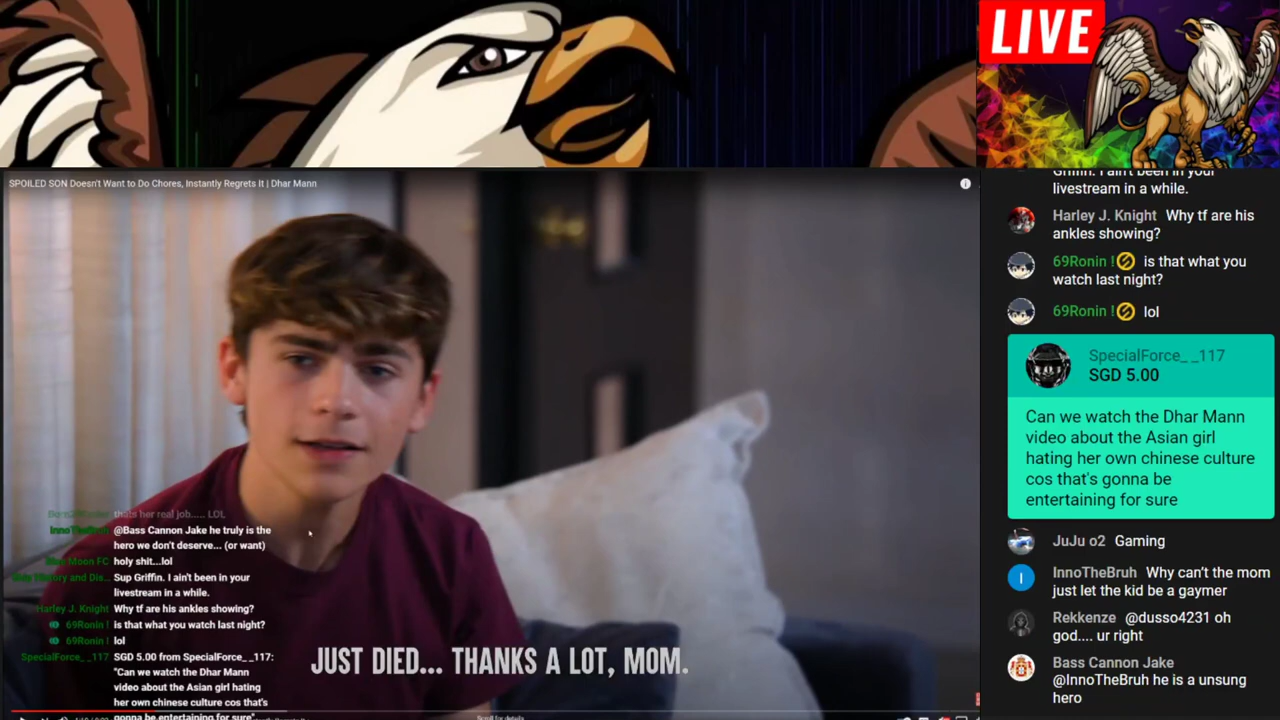 LIVE
SPOILED SON Doesn't Want to Do Chores, Instantly Regrets It | Dhar Mann
thats her real job..... LOL
@Bass Cannon Jake he truly is the
hero we don't deserve... (or want)
holy shit...lol
Sup Griffin. I ain't been in your
livestream in a while.
Harley J. Knight Why tf are his ankles showing?
69Ronin ! is that what you watch last night?
69Ronin ! lol
SpecialForce_ _117 SGD 5.00 from SpecialForce_ _117:
"Can we watch the Dhar Mann
video about the Asian girl hating
her own chinese culture cos that's
gonna be entertaining for sure"
JUST DIED... THANKS A LOT, MOM.
Scroll for details
Griffin. I ain't been in your
livestream in a while.
Harley J. Knight Why tf are his
ankles showing?
69Ronin ! is that what you
watch last night?
69Ronin ! lol
SpecialForce_ _117
SGD 5.00
Can we watch the Dhar Mann
video about the Asian girl
hating her own chinese culture
cos that's gonna be
entertaining for sure
JuJu o2 Gaming
I InnoTheBruh Why can't the mom
just let the kid be a gaymer
Rekkenze @dusso4231 oh
god.... ur right
Bass Cannon Jake
@InnoTheBruh he is a unsung
hero